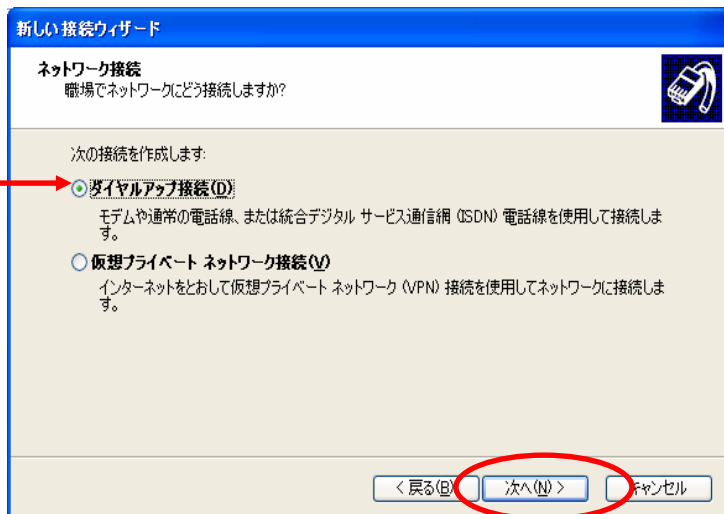 新しい接続ウィザード
ネットワーク接続
職場でネットワークにどう接続しますか?
次の接続を作成します:
ダイヤルアップ接続(D)
モデムや通常の電話線、または統合デジタル サービス通信網 (ISDN) 電話線を使用して接続しま
す。
仮想プライベート ネットワーク接続(V)
インターネットをとおして仮想プライベート ネットワーク (VPN) 接続を使用してネットワークに接続しま
す。
< 戻る(B) 次へ(N) > キャンセル